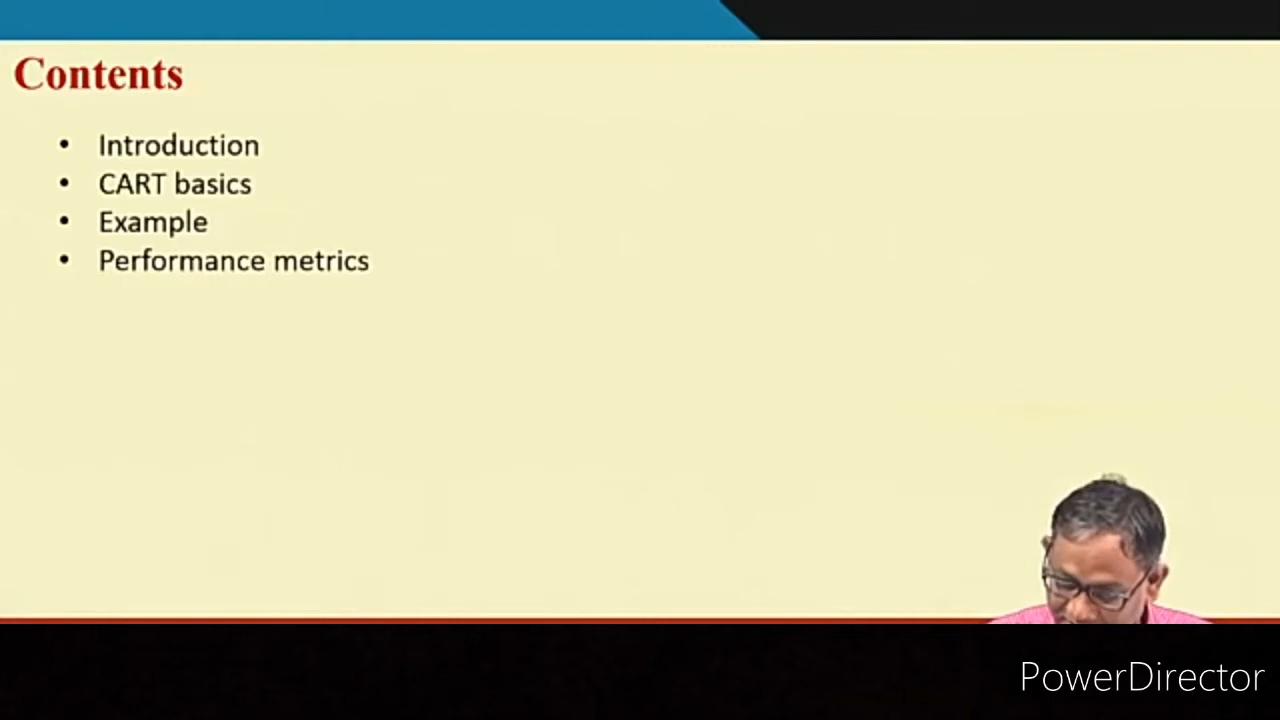 Contents
• Introduction
• CART basics
• Example
• Performance metrics
PowerDirector